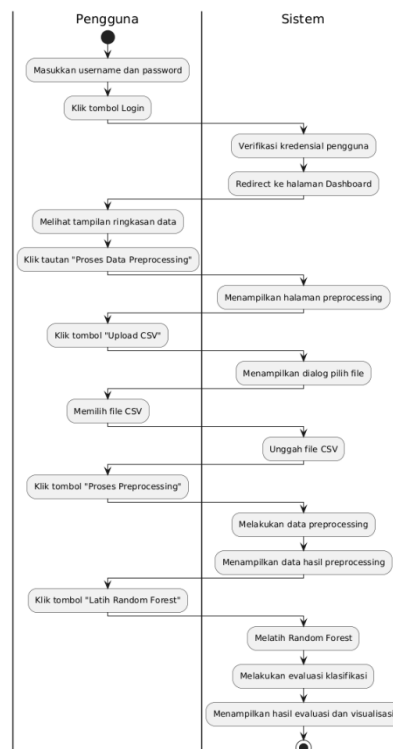 Pengguna
Sistem
Masukkan username dan password
Klik tombol Login
Verifikasi kredensial pengguna
Redirect ke halaman Dashboard
Melihat tampilan ringkasan data
Klik tautan "Proses Data Preprocessing"
Menampilkan halaman preprocessing
Klik tombol "Upload CSV"
Menampilkan dialog pilih file
Memilih file CSV
Unggah file CSV
Klik tombol "Proses Preprocessing"
Melakukan data preprocessing
Menampilkan data hasil preprocessing
Klik tombol "Latih Random Forest"
Melatih Random Forest
Melakukan evaluasi klasifikasi
Menampilkan hasil evaluasi dan visualisasi